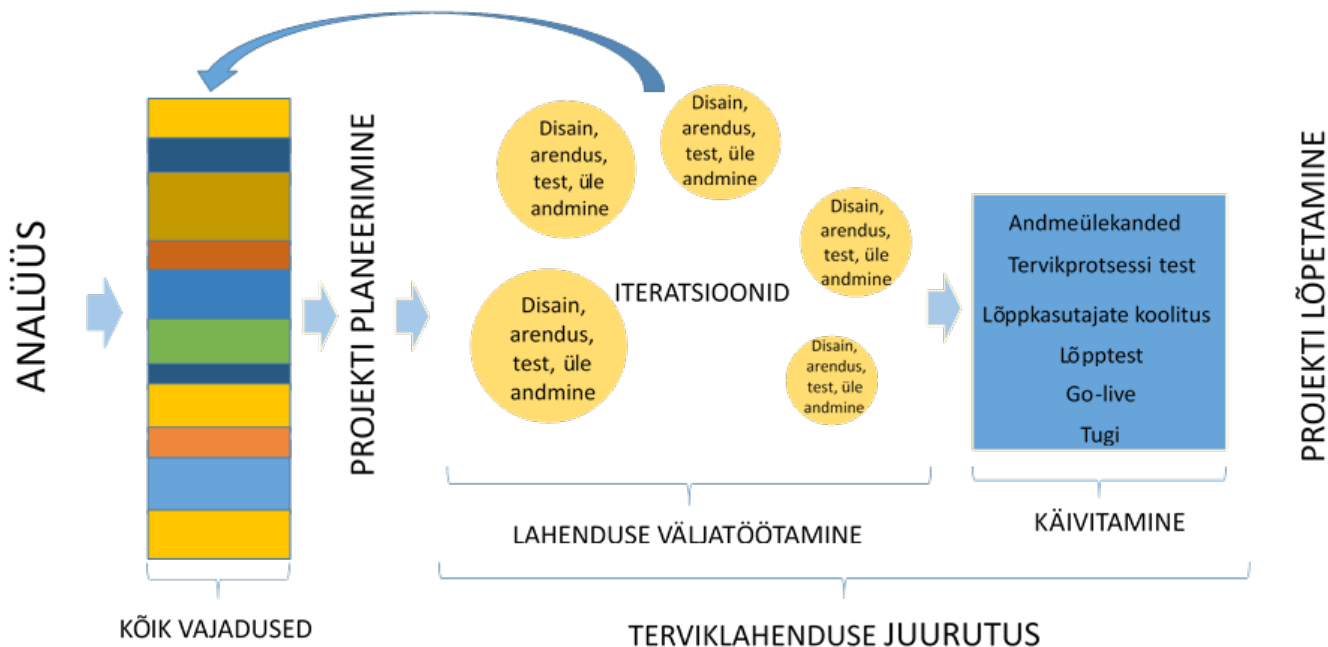 ANALÜÜS
KÕIK VAJADUSED
PROJEKTI PLANEERIMINE
Disain,
arendus,
test, üle
andmine
Disain,
arendus,
test, üle
andmine
Disain,
arendus,
test, üle
andmine
Disain,
arendus,
test, üle
andmine
Disain,
arendus,
test, üle
andmine
ITERATSIOONID
LAHENDUSE VÄLJATÖÖTAMINE
Andmeülekanded
Tervikprotsessi test
Lõppkasutajate koolitus
Lõpptest
Go-live
Tugi
KÄIVITAMINE
TERVIKLAHENDUSE JUURUTUS
PROJEKTI LÕPETAMINE